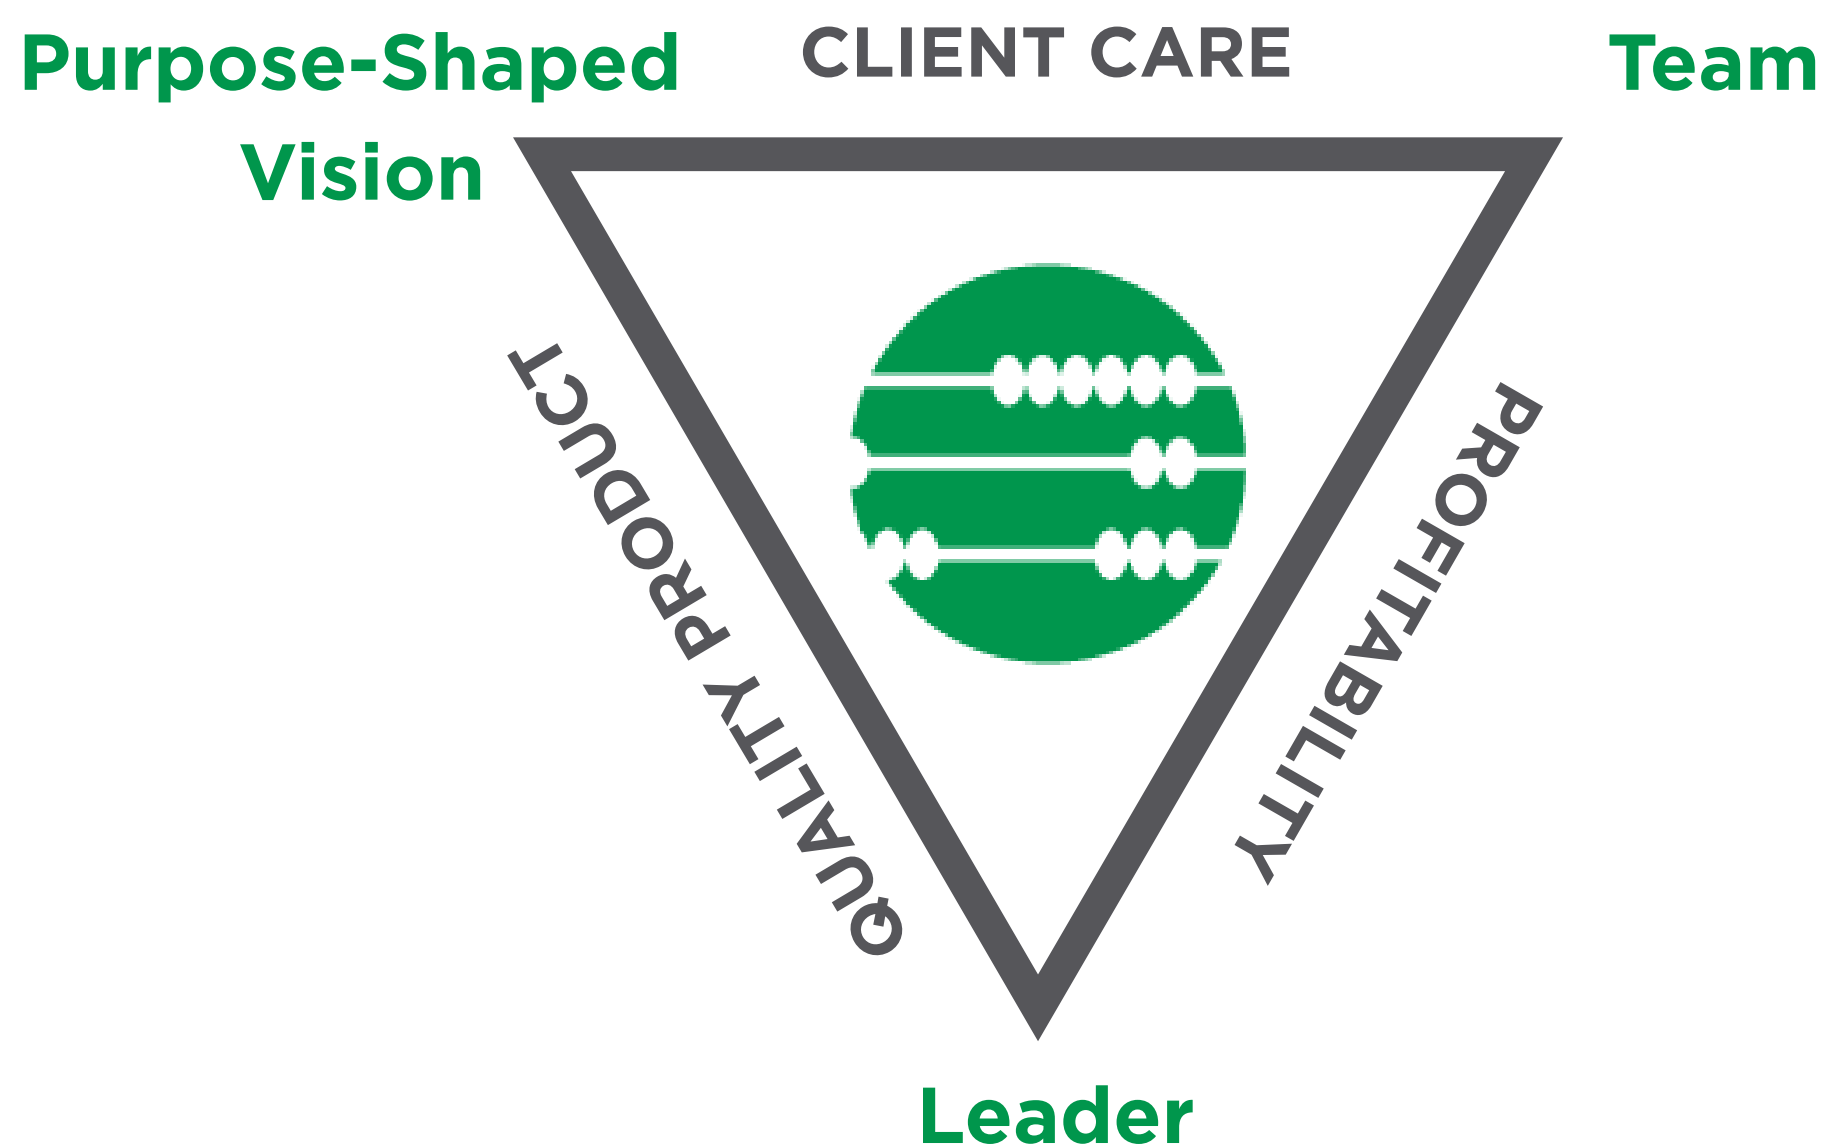 Purpose-Shaped
Vision
CLIENT CARE
Team
QUALITY PRODUCT
PROFITABILITY
Leader